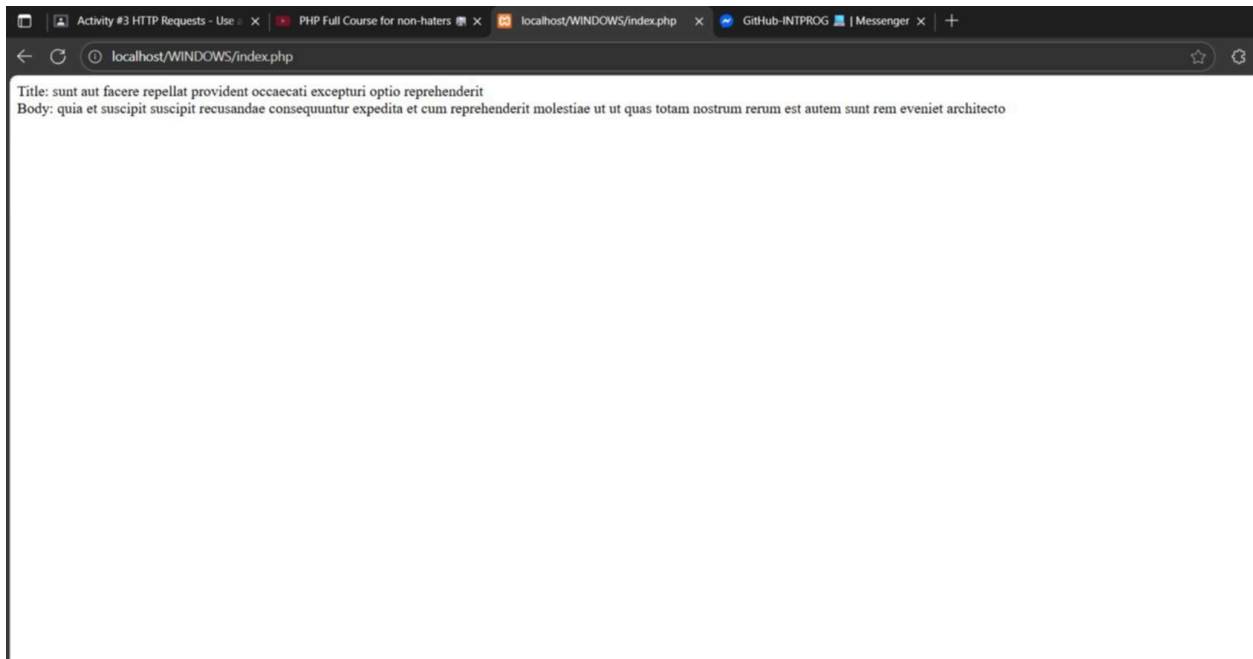 Activity #3 HTTP Requests - Use a
PHP Full Course for non-haters
localhost/WINDOWS/index.php
GitHub-INTPROG 💻 | Messenger
localhost/WINDOWS/index.php
Title: sunt aut facere repellat provident occaecati excepturi optio reprehenderit
Body: quia et suscipit suscipit recusandae consequuntur expedita et cum reprehenderit molestiae ut ut quas totam nostrum rerum est autem sunt rem eveniet architecto